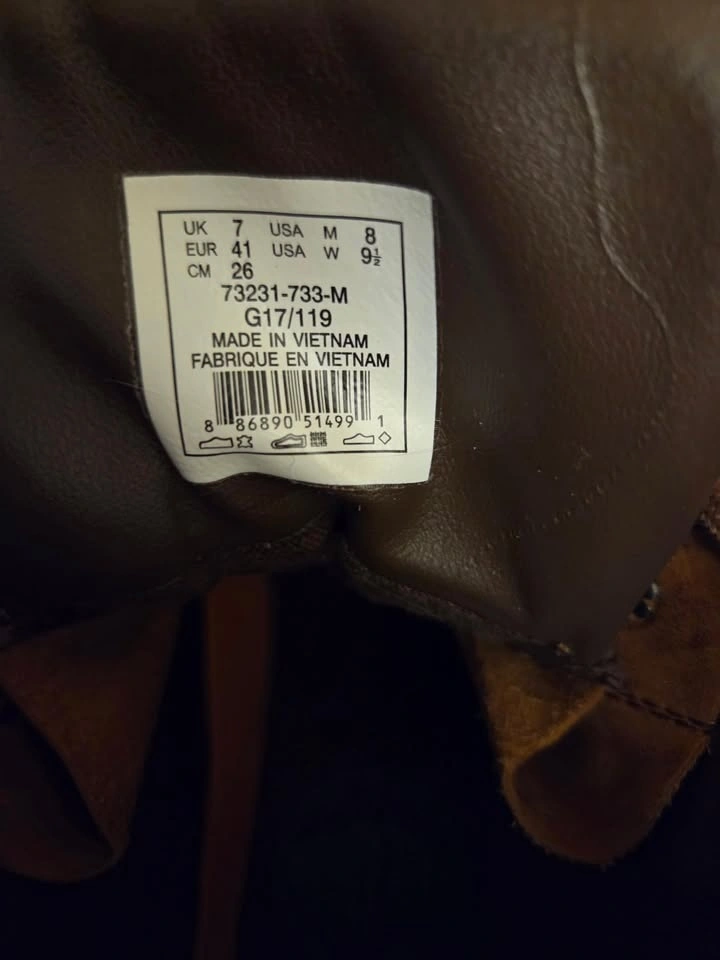 UK 7 USA M 8
EUR 41 USA W 9½
CM 26
73231-733-M
G17/119
MADE IN VIETNAM
FABRIQUE EN VIETNAM
8 86890 51499 1